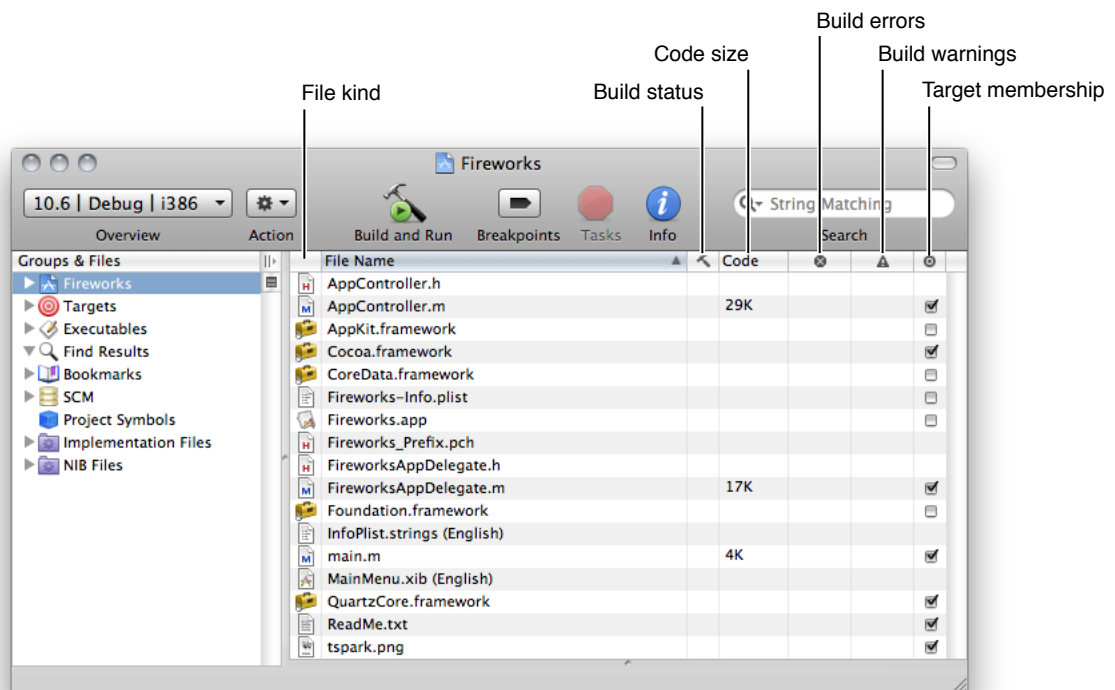 Build errors
Code size
Build warnings
File kind
Build status
Target membership
Fireworks
10.6 | Debug | i386
String Matching
Overview
Action
Build and Run
Breakpoints
Tasks
Info
Search
Groups & Files
File Name
Code
Fireworks
Targets
Executables
Find Results
Bookmarks
SCM
Project Symbols
Implementation Files
NIB Files
AppController.h
AppController.m 29K
AppKit.framework
Cocoa.framework
CoreData.framework
Fireworks-Info.plist
Fireworks.app
Fireworks_Prefix.pch
FireworksAppDelegate.h
FireworksAppDelegate.m 17K
Foundation.framework
InfoPlist.strings (English)
main.m 4K
MainMenu.xib (English)
QuartzCore.framework
ReadMe.txt
tspark.png